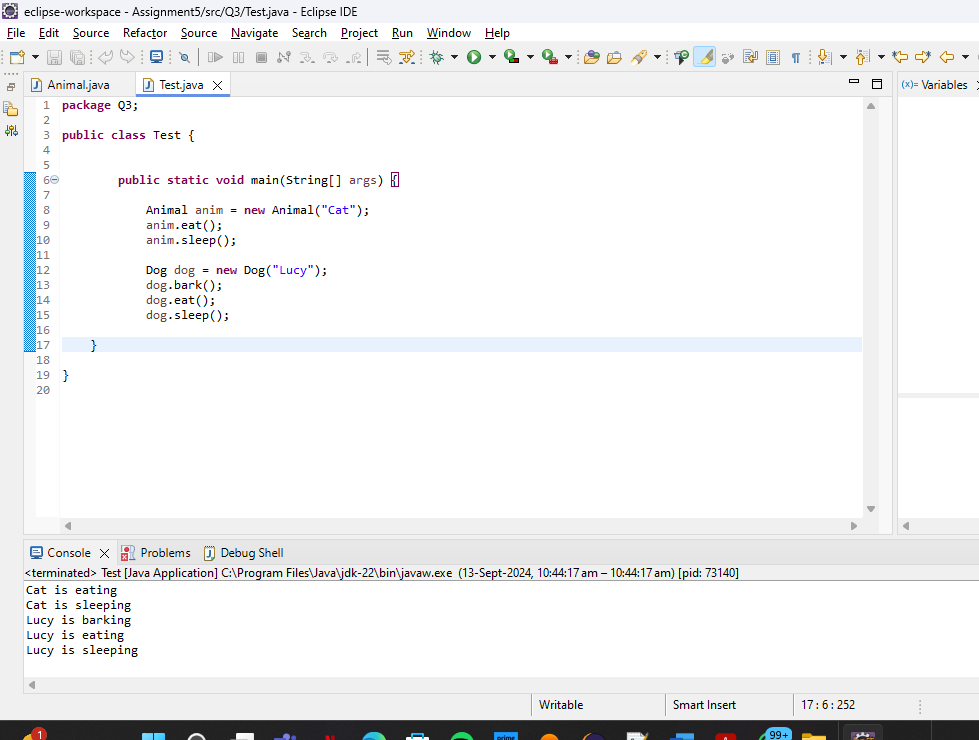 eclipse-workspace - Assignment5/src/Q3/Test.java - Eclipse IDE
File Edit Source Refactor Source Navigate Search Project Run Window Help
Animal.java Test.java (x)= Variables
1 package Q3;
2
3 public class Test {
4
5
6 public static void main(String[] args) {
7
8 Animal anim = new Animal("Cat");
9 anim.eat();
10 anim.sleep();
11
12 Dog dog = new Dog("Lucy");
13 dog.bark();
14 dog.eat();
15 dog.sleep();
16
17 }
18
19 }
20
Console Problems Debug Shell
<terminated> Test [Java Application] C:\Program Files\Java\jdk-22\bin\javaw.exe (13-Sept-2024, 10:44:17 am – 10:44:17 am) [pid: 73140]
Cat is eating
Cat is sleeping
Lucy is barking
Lucy is eating
Lucy is sleeping
Writable Smart Insert 17 : 6 : 252
1 prime 99+